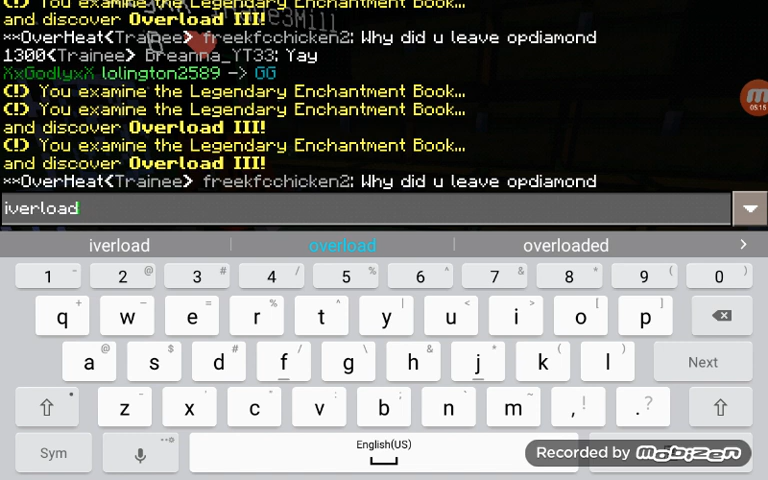 (!) You examine the Legendary Enchantment Book...
and discover Overload III!
**OverHeat<Trainee> freekfcchicken2: Why did u leave opdiamond
1300<Trainee> Breanna_YT33: Yay
XxGodlyxX lolington2589 -> GG
(!) You examine the Legendary Enchantment Book...
(!) You examine the Legendary Enchantment Book...
and discover Overload III!
(!) You examine the Legendary Enchantment Book...
and discover Overload III!
**OverHeat<Trainee> freekfcchicken2: Why did u leave opdiamond
05:15
iverload
iverload overload overloaded >
1 - 2 @ 3 # 4 / 5 % 6 ^ 7 & 8 * 9 ( 0 )
q + w − e = r % t ^ y | u < i > o [ p ]
a @ s $ d # f / g \ h & j * k ( l ) Next
z - x ' c " v : b ; n , m ~ , ! . ?
Sym English(US)
Recorded by mobizen